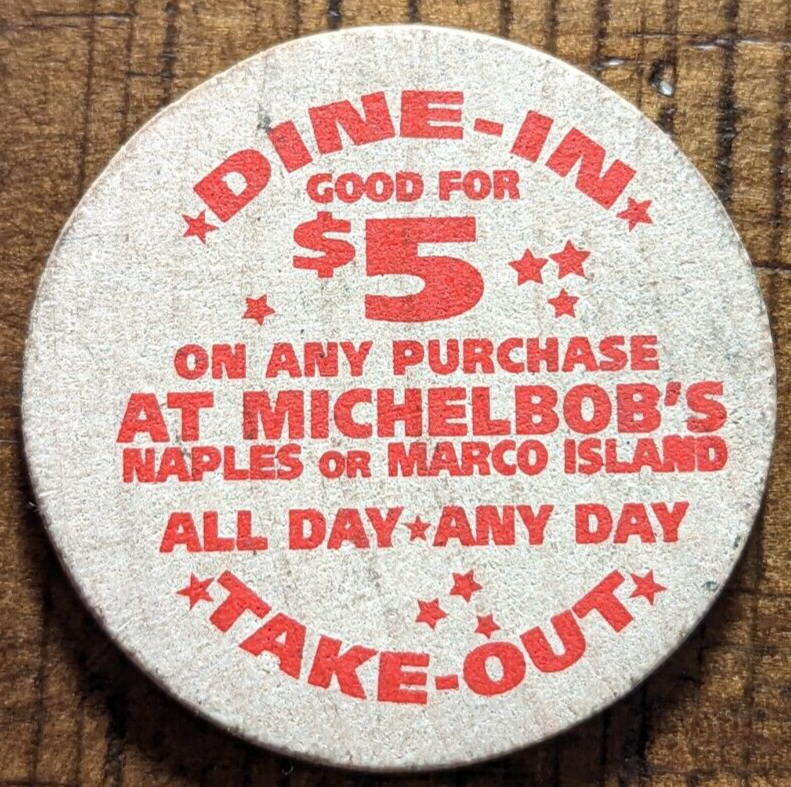 DINE-IN
GOOD FOR
$5
ON ANY PURCHASE
AT MICHELBOB'S
NAPLES OR MARCO ISLAND
ALL DAY★ANY DAY
TAKE-OUT